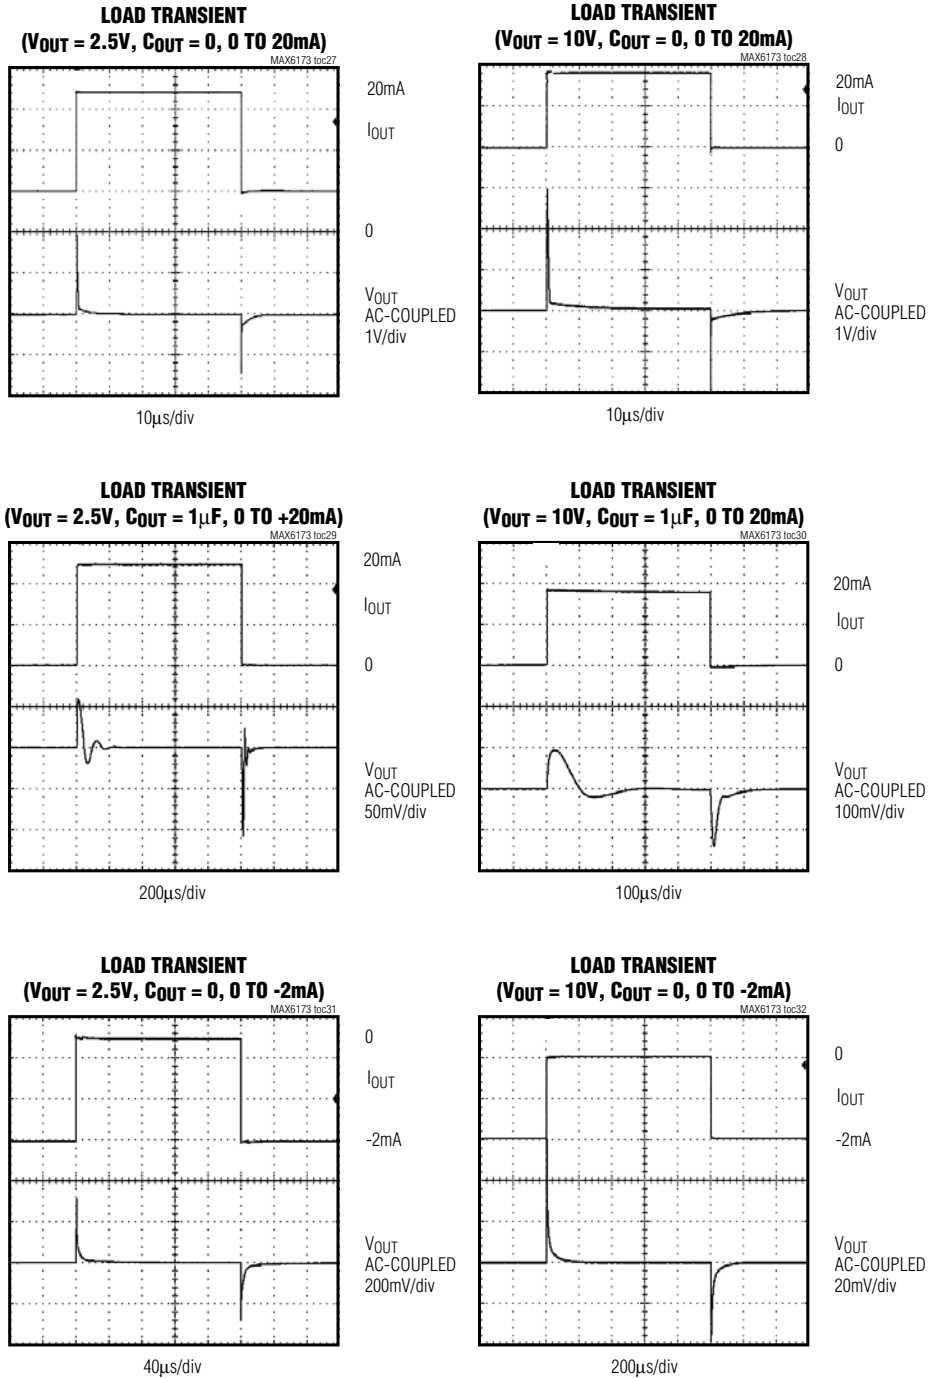 LOAD TRANSIENT
(VOUT = 2.5V, COUT = 0, 0 TO 20mA)
MAX6173 toc27
20mA
IOUT
0
VOUT
AC-COUPLED
1V/div
10μs/div
LOAD TRANSIENT
(VOUT = 10V, COUT = 0, 0 TO 20mA)
MAX6173 toc28
20mA
IOUT
0
VOUT
AC-COUPLED
1V/div
10μs/div
LOAD TRANSIENT
(VOUT = 2.5V, COUT = 1μF, 0 TO +20mA)
MAX6173 toc29
20mA
IOUT
0
VOUT
AC-COUPLED
50mV/div
200μs/div
LOAD TRANSIENT
(VOUT = 10V, COUT = 1μF, 0 TO 20mA)
MAX6173 toc30
20mA
IOUT
0
VOUT
AC-COUPLED
100mV/div
100μs/div
LOAD TRANSIENT
(VOUT = 2.5V, COUT = 0, 0 TO -2mA)
MAX6173 toc31
0
IOUT
-2mA
VOUT
AC-COUPLED
200mV/div
40μs/div
LOAD TRANSIENT
(VOUT = 10V, COUT = 0, 0 TO -2mA)
MAX6173 toc32
0
IOUT
-2mA
VOUT
AC-COUPLED
20mV/div
200μs/div